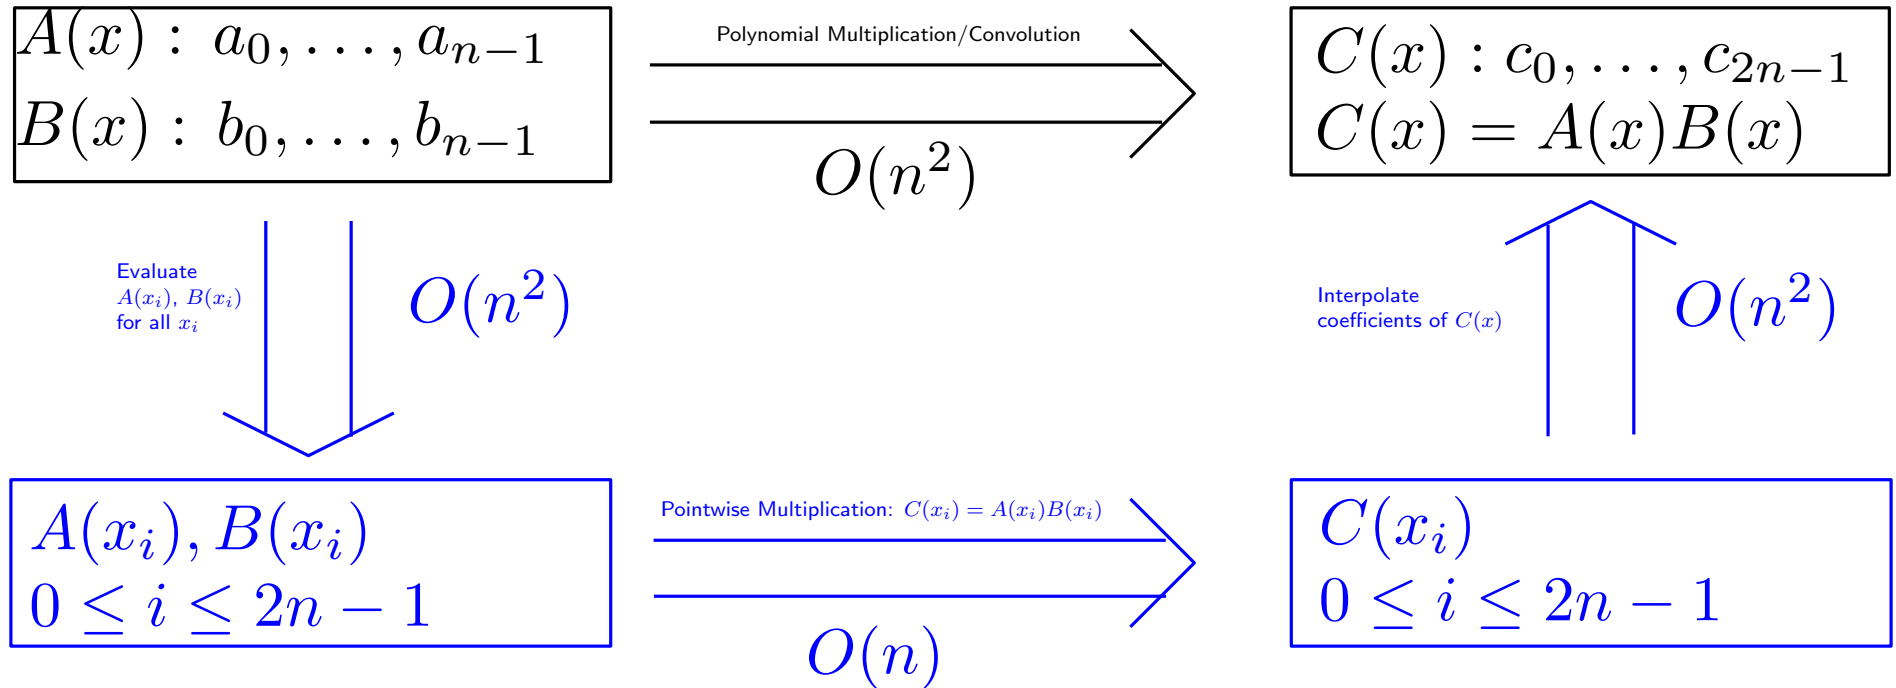 A(x) : a₀, . . . , aₙ₋₁
B(x) : b₀, . . . , bₙ₋₁
Polynomial Multiplication/Convolution
O(n²)
C(x) : c₀, . . . , c₂ₙ₋₁
C(x) = A(x)B(x)
Evaluate
A(xᵢ), B(xᵢ)
for all xᵢ
O(n²)
Interpolate
coefficients of C(x)
O(n²)
A(xᵢ), B(xᵢ)
0 ≤ i ≤ 2n − 1
Pointwise Multiplication: C(xᵢ) = A(xᵢ)B(xᵢ)
O(n)
C(xᵢ)
0 ≤ i ≤ 2n − 1